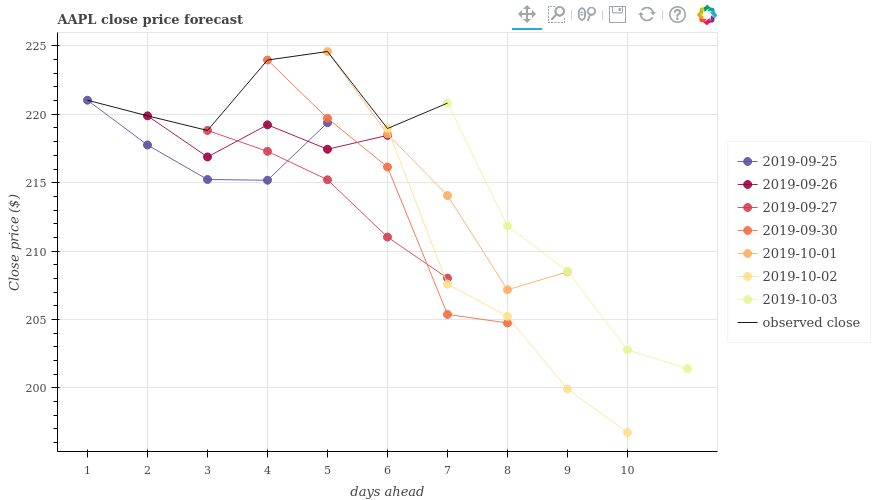 AAPL close price forecast
225
220
215
210
205
200
Close price ($)
1 2 3 4 5 6 7 8 9 10
days ahead
2019-09-25
2019-09-26
2019-09-27
2019-09-30
2019-10-01
2019-10-02
2019-10-03
observed close